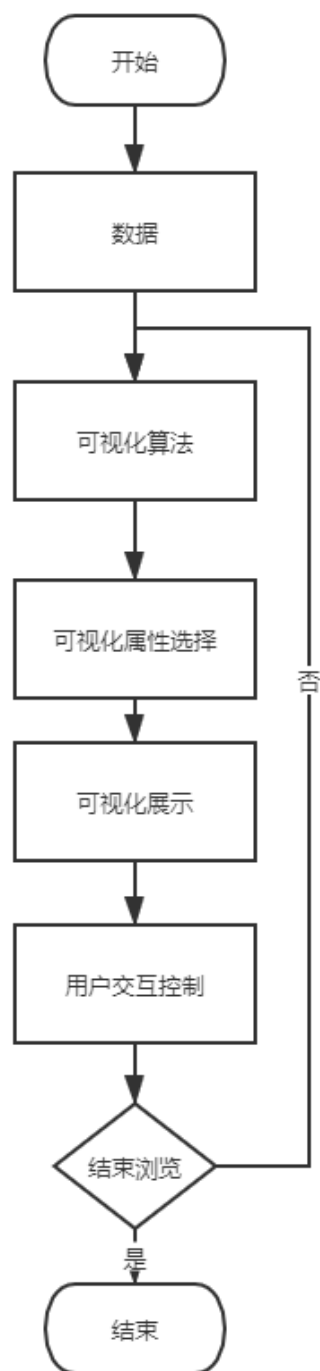 开始
数据
可视化算法
可视化属性选择
否
可视化展示
用户交互控制
结束浏览
是
结束